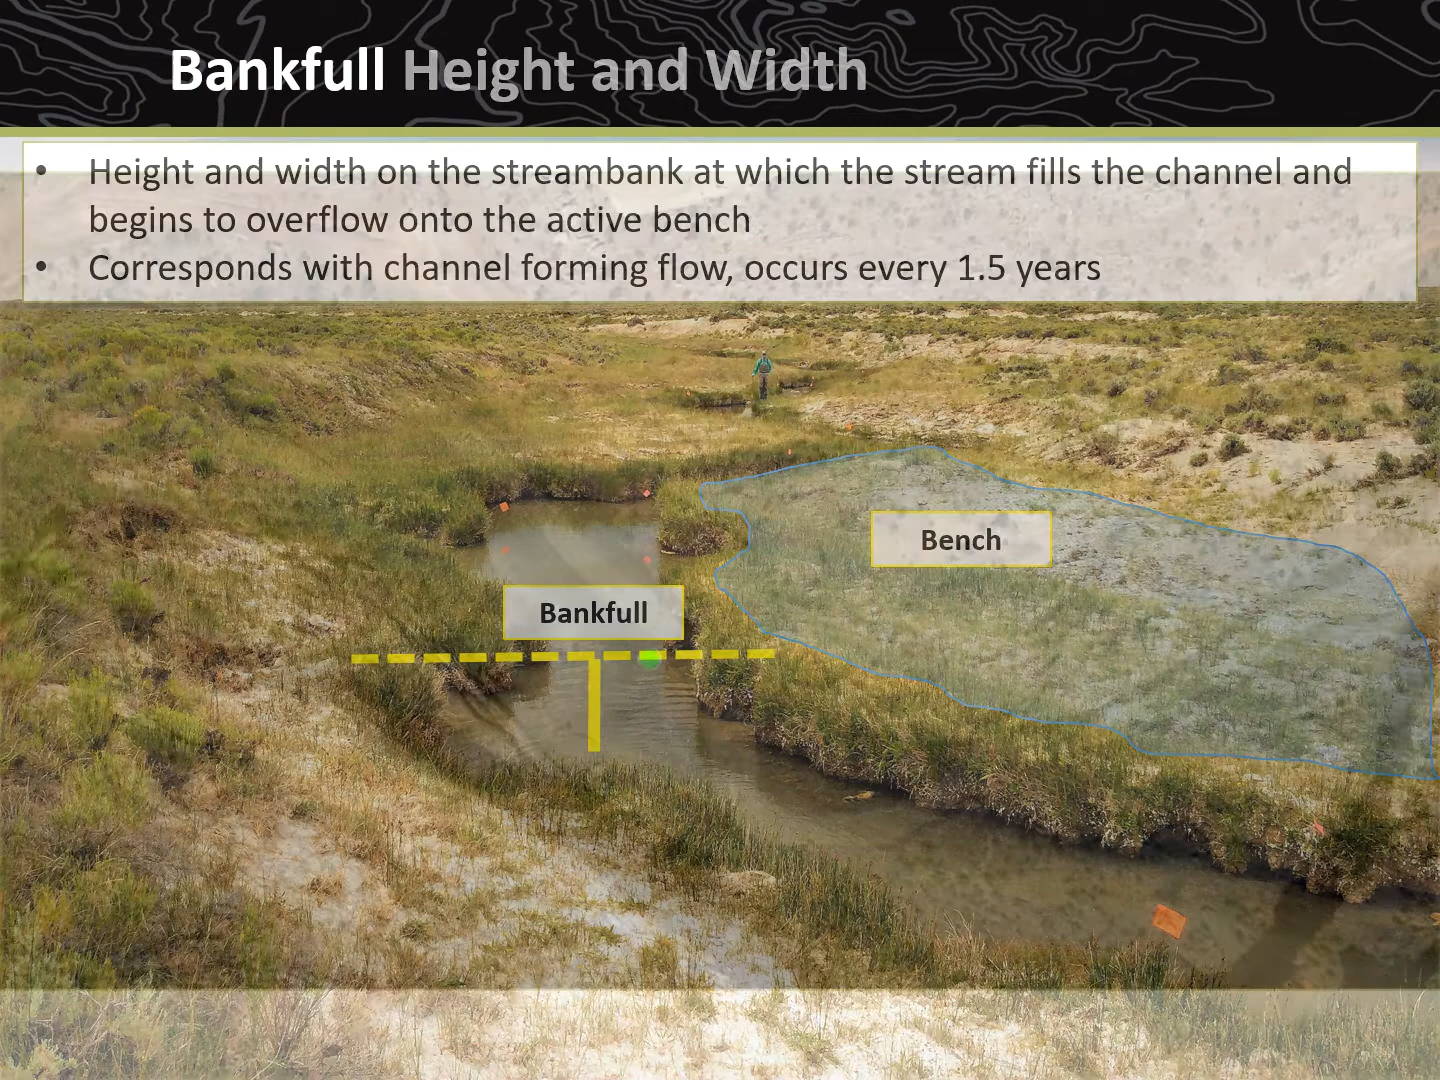 Bankfull Height and Width
• Height and width on the streambank at which the stream fills the channel and
begins to overflow onto the active bench
• Corresponds with channel forming flow, occurs every 1.5 years
Bench
Bankfull